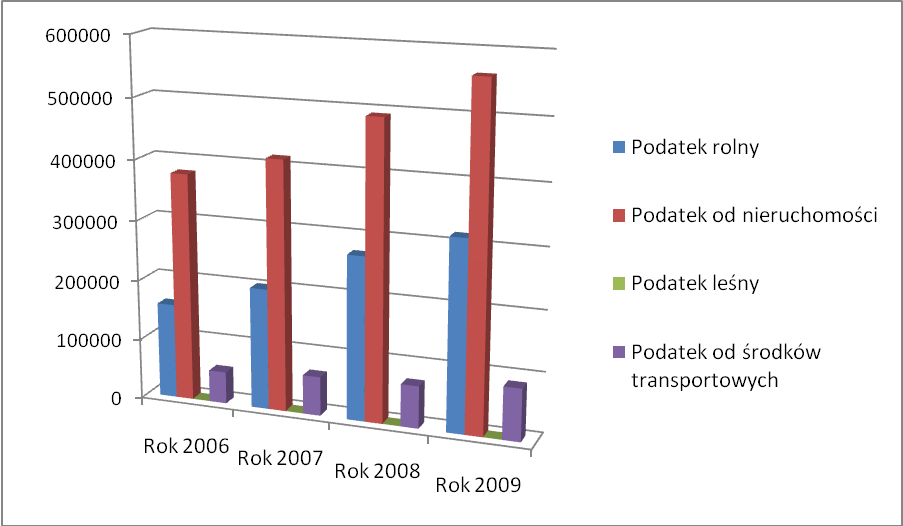 600000
500000
400000
300000
200000
100000
0
Rok 2006
Rok 2007
Rok 2008
Rok 2009
Podatek rolny
Podatek od nieruchomości
Podatek leśny
Podatek od środków
transportowych